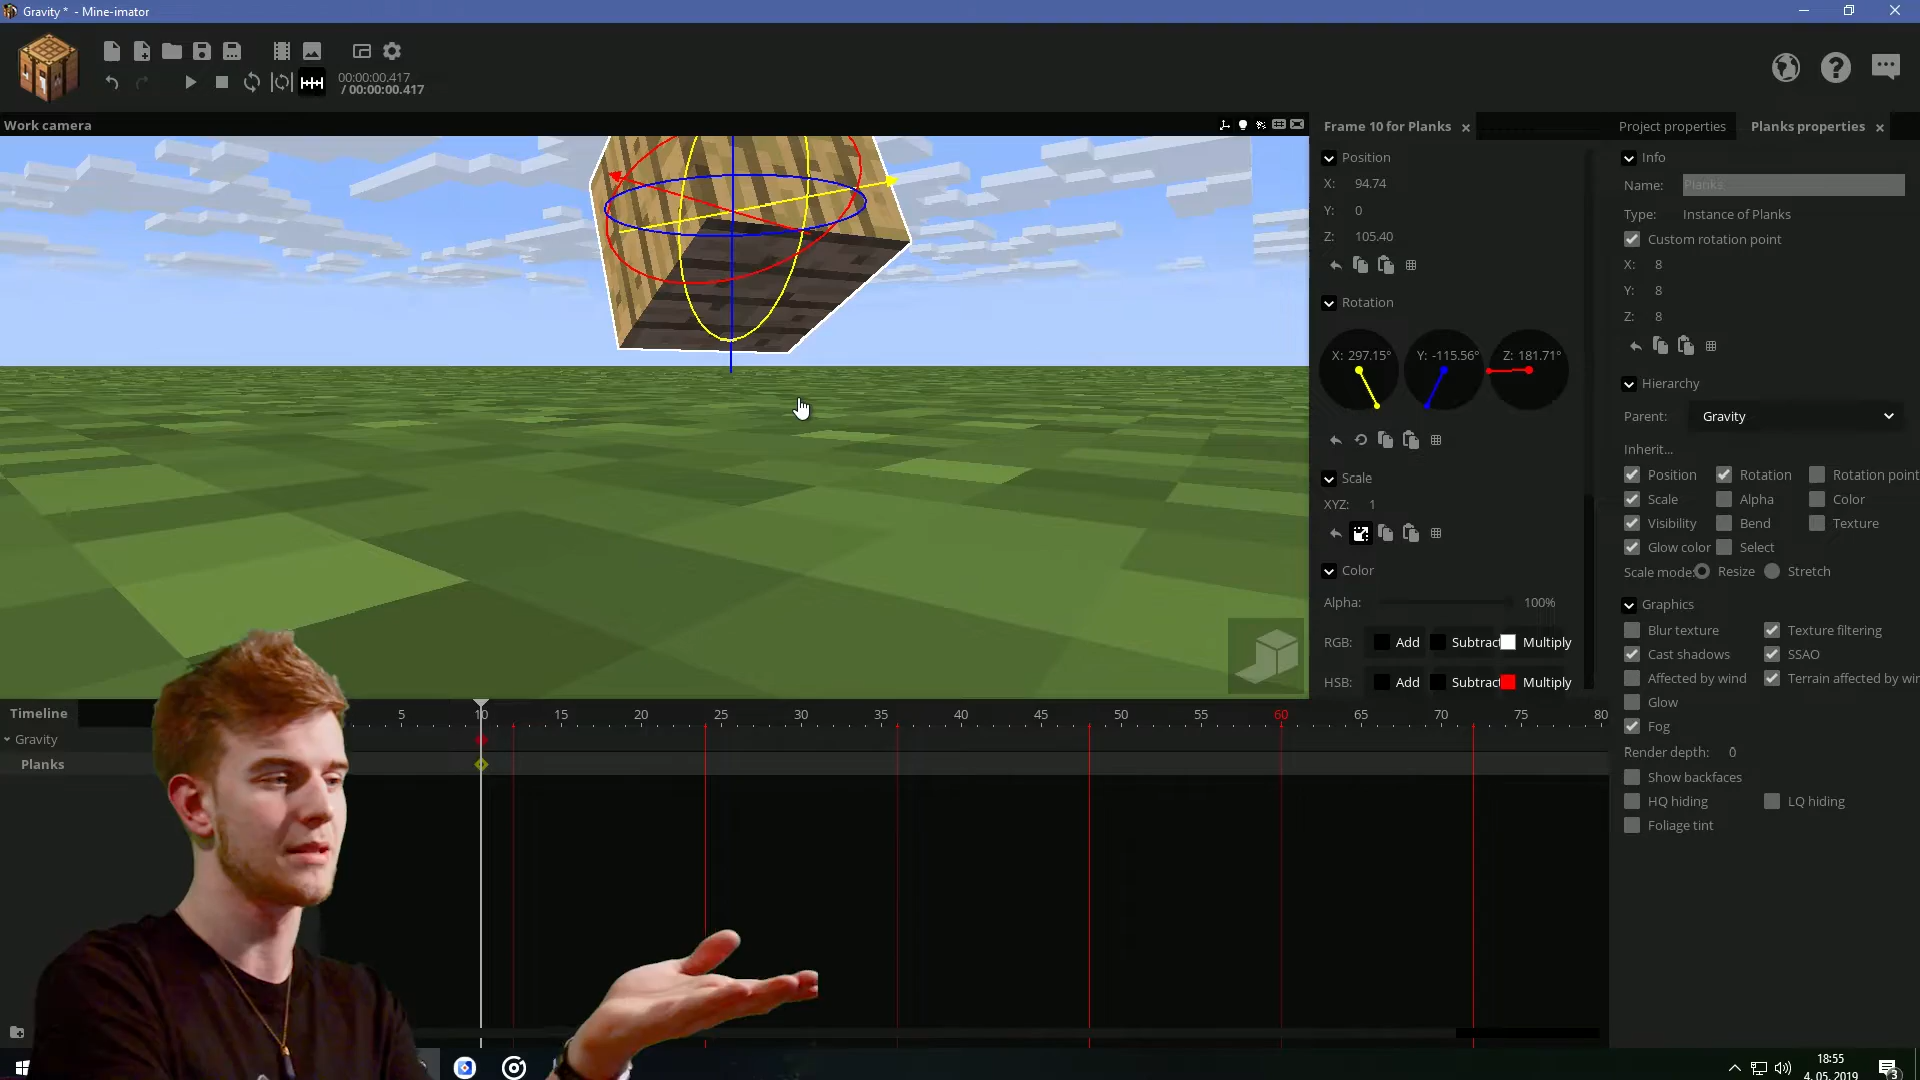 Gravity * - Mine-imator
00:00:00.417
/ 00:00:00.417
Work camera
Frame 10 for Planks
Position
X: 94.74
Y: 0
Z: 105.40
Rotation
X: 297.15° Y: -115.56° Z: 181.71°
Scale
XYZ: 1
Color
Alpha: 100%
RGB: Add Subtract Multiply
HSB: Add Subtract Multiply
Project properties Planks properties
Info
Name: Planks
Type: Instance of Planks
Custom rotation point
X: 8
Y: 8
Z: 8
Hierarchy
Parent: Gravity
Inherit...
Position Rotation Rotation point
Scale Alpha Color
Visibility Bend Texture
Glow color Select
Scale mode: Resize Stretch
Graphics
Blur texture Texture filtering
Cast shadows SSAO
Affected by wind Terrain affected by wir
Glow
Fog
Render depth: 0
Show backfaces
HQ hiding LQ hiding
Foliage tint
Timeline
5 10 15 20 25 30 35 40 45 50 55 60 65 70 75 80
Gravity
Planks
18:55
4. 05. 2019
3